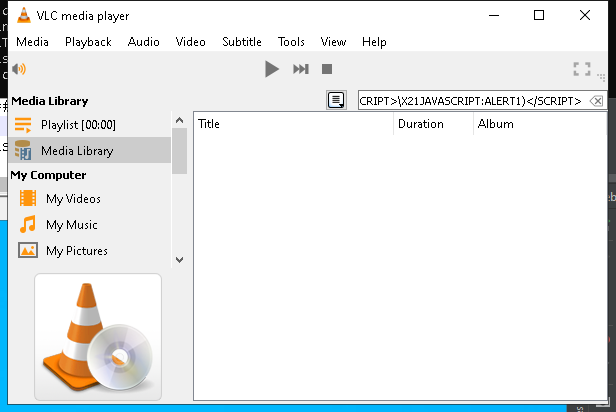 VLC media player
Media Playback Audio Video Subtitle Tools View Help
Media Library
CRIPT>\X21JAVASCRIPT:ALERT1)</SCRIPT>
Playlist [00:00]
Title Duration Album
Media Library
My Computer
My Videos
My Music
My Pictures